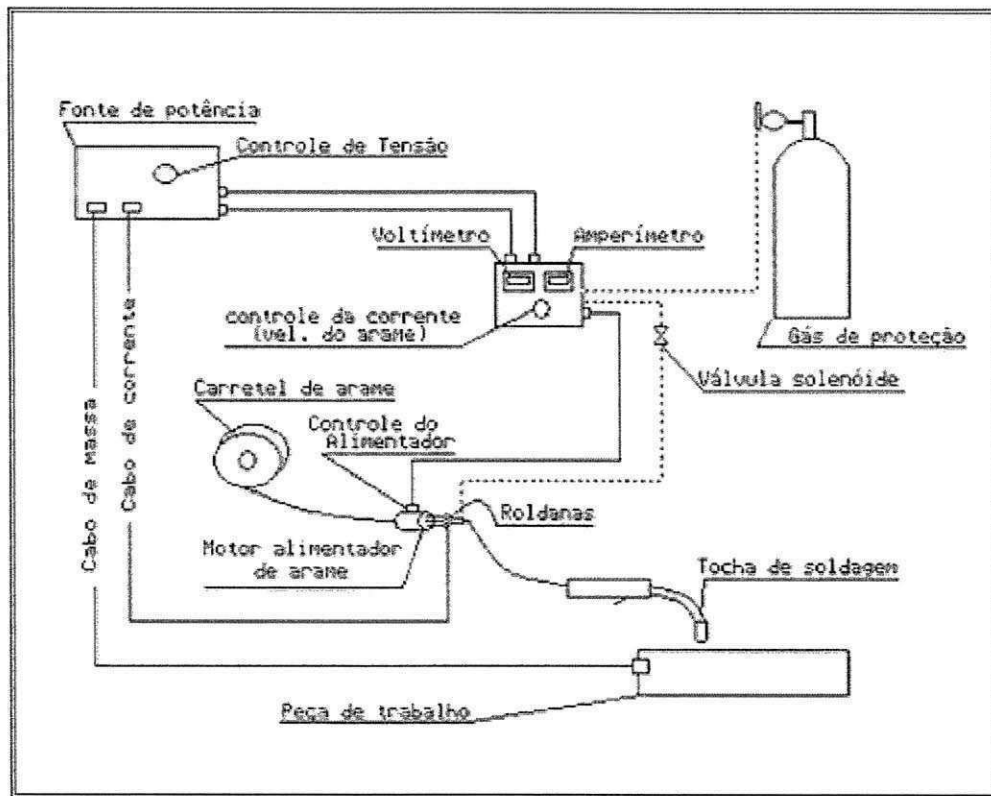 Fonte de potência
Controle de Tensão
Voltímetro
Amperímetro
controle da corrente
(vel. do arame)
Gás de proteção
Válvula solenóide
Carretel de arame
Controle do
Alimentador
Roldanas
Motor alimentador
de arame
Tocha de soldagem
Cabo de massa
Cabo de corrente
Peça de trabalho